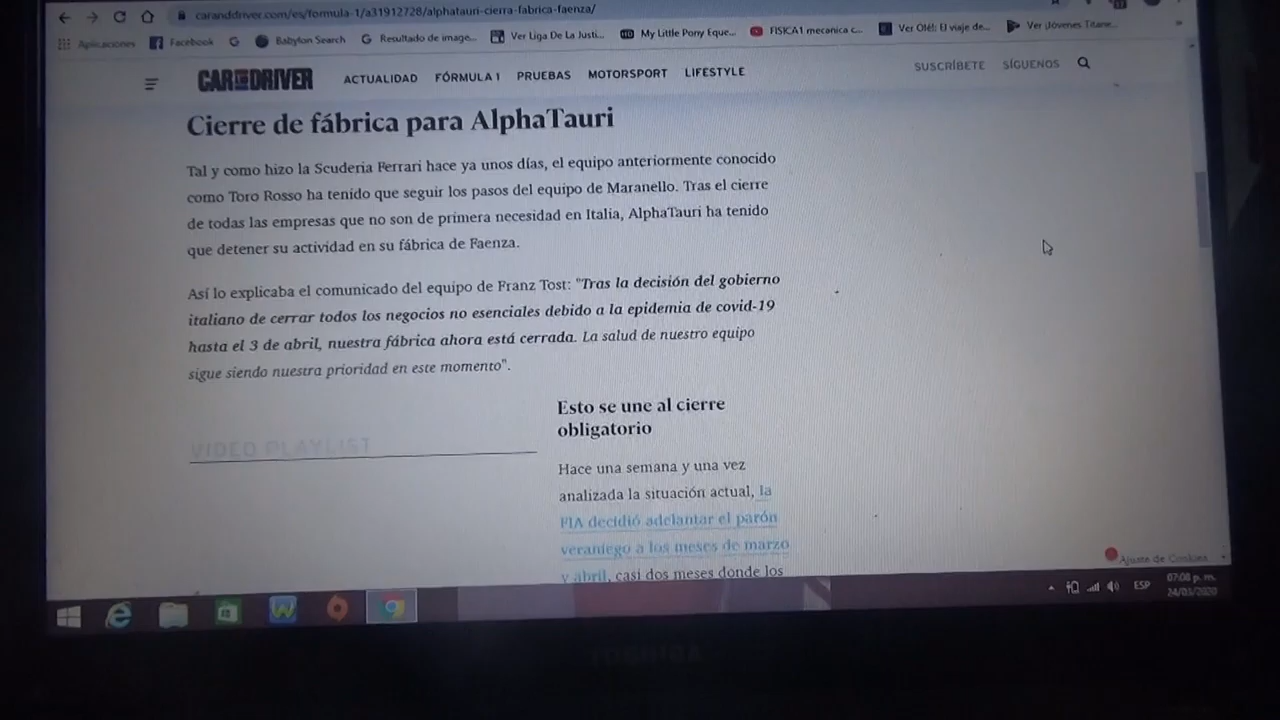 caranddriver.com/es/formula-1/a31912728/alphatauri-cierra-fabrica-faenza/
Aplicaciones Facebook Babylon Search Resultado de image... Ver Liga De La Justi... My Little Pony Eque... FISICA1 mecanica c... Ver Olé!: El viaje de... Ver ¡Jóvenes Titane...
CAR AND DRIVER ACTUALIDAD FÓRMULA 1 PRUEBAS MOTORSPORT LIFESTYLE SUSCRÍBETE SÍGUENOS
Cierre de fábrica para AlphaTauri
Tal y como hizo la Scuderia Ferrari hace ya unos días, el equipo anteriormente conocido
como Toro Rosso ha tenido que seguir los pasos del equipo de Maranello. Tras el cierre
de todas las empresas que no son de primera necesidad en Italia, AlphaTauri ha tenido
que detener su actividad en su fábrica de Faenza.
Así lo explicaba el comunicado del equipo de Franz Tost: "Tras la decisión del gobierno
italiano de cerrar todos los negocios no esenciales debido a la epidemia de covid-19
hasta el 3 de abril, nuestra fábrica ahora está cerrada. La salud de nuestro equipo
sigue siendo nuestra prioridad en este momento".
VIDEO PLAYLIST
Esto se une al cierre
obligatorio
Hace una semana y una vez
analizada la situación actual, la
FIA decidió adelantar el parón
veraniego a los meses de marzo
y abril, casi dos meses donde los
Ajuste de Cookies
ESP
07:08 p. m.
24/03/2020
TOSHIBA